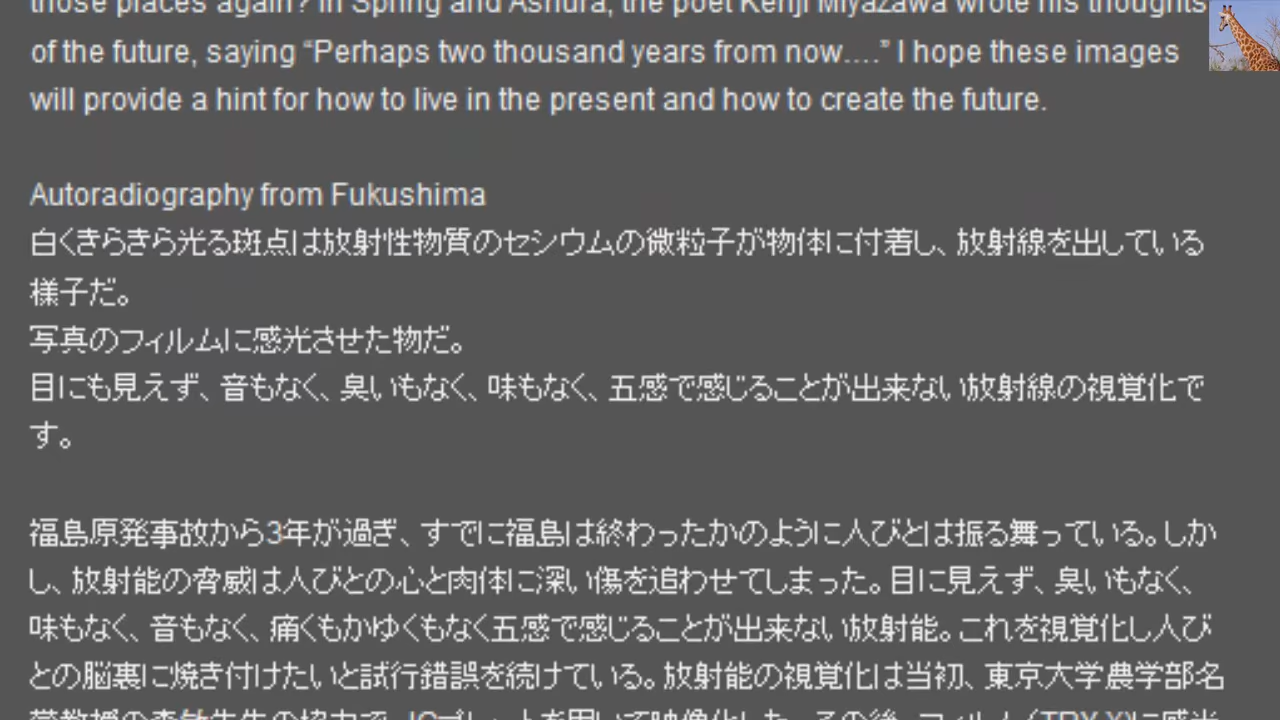 those places again? In Spring and Ashura, the poet Kenji Miyazawa wrote his thoughts
of the future, saying “Perhaps two thousand years from now….” I hope these images
will provide a hint for how to live in the present and how to create the future.
Autoradiography from Fukushima
白くきらきら光る斑点は放射性物質のセシウムの微粒子が物体に付着し、放射線を出している
様子だ。
写真のフィルムに感光させた物だ。
目にも見えず、音もなく、臭いもなく、味もなく、五感で感じることが出来ない放射線の視覚化で
す。
福島原発事故から3年が過ぎ、すでに福島は終わったかのように人びとは振る舞っている。しか
し、放射能の脅威は人びとの心と肉体に深い傷を追わせてしまった。目に見えず、臭いもなく、
味もなく、音もなく、痛くもかゆくもなく五感で感じることが出来ない放射能。これを視覚化し人び
との脳裏に焼き付けたいと試行錯誤を続けている。放射能の視覚化は当初、東京大学農学部名